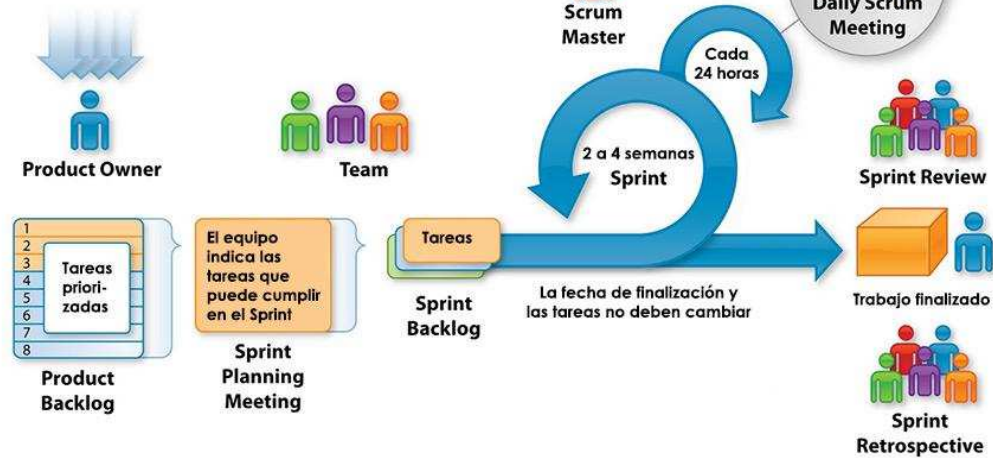 Scrum
Master
Daily Scrum
Meeting
Cada
24 horas
Product Owner
Team
2 a 4 semanas
Sprint
Sprint Review
1
2
3
4
5
6
7
8
Tareas
priori-
zadas
Product
Backlog
El equipo
indica las
tareas que
puede cumplir
en el Sprint
Sprint
Planning
Meeting
Tareas
Sprint
Backlog
La fecha de finalización y
las tareas no deben cambiar
Trabajo finalizado
Sprint
Retrospective